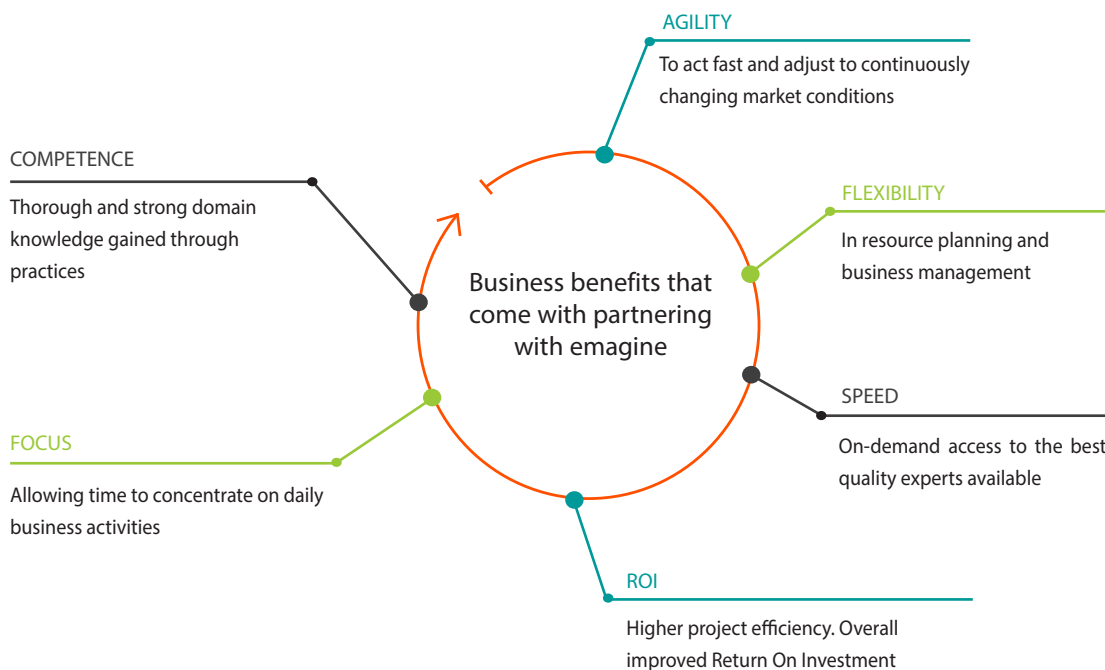 AGILITY
To act fast and adjust to continuously
changing market conditions
COMPETENCE
Thorough and strong domain
knowledge gained through
practices
FLEXIBILITY
In resource planning and
business management
Business benefits that
come with partnering
with emagine
SPEED
On-demand access to the best
quality experts available
FOCUS
Allowing time to concentrate on daily
business activities
ROI
Higher project efficiency. Overall
improved Return On Investment